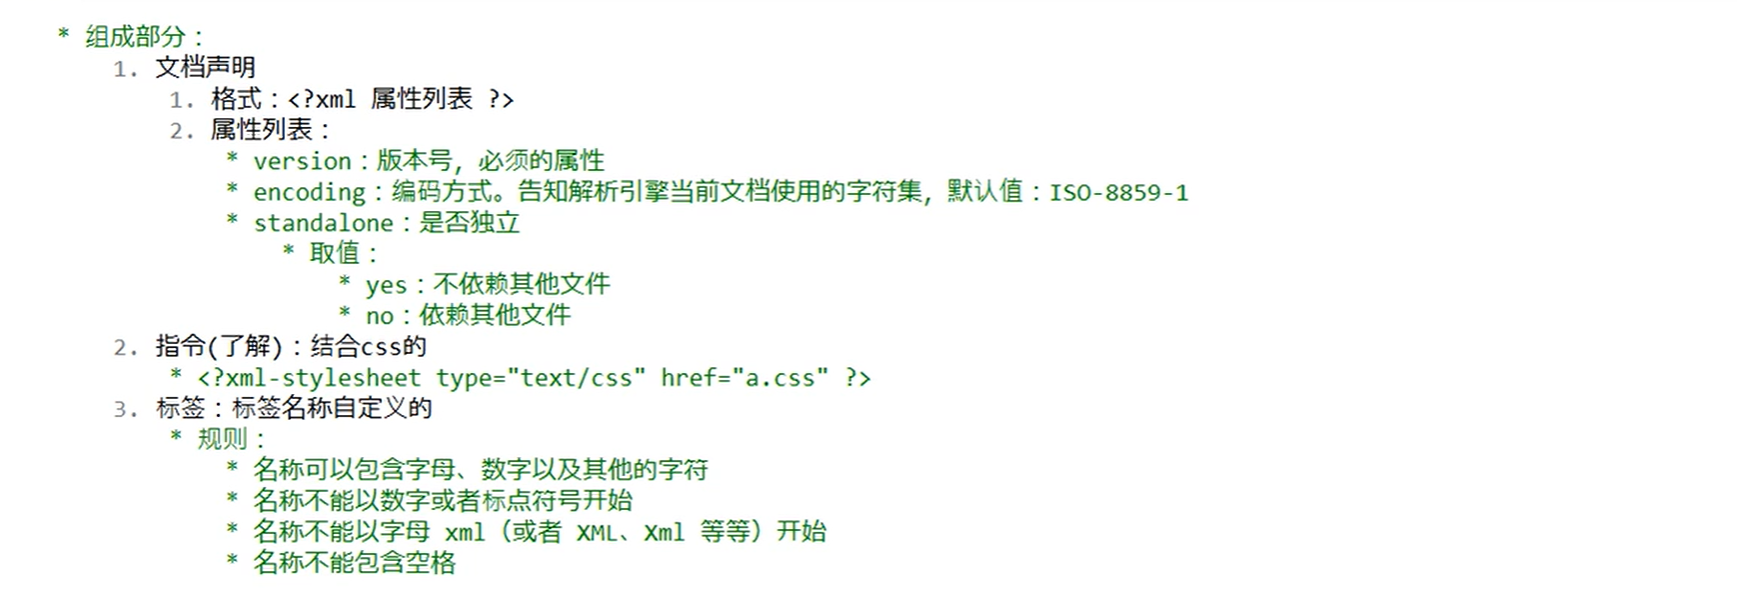 * 组成部分：
1. 文档声明
1. 格式：<?xml 属性列表 ?>
2. 属性列表：
* version：版本号，必须的属性
* encoding：编码方式。告知解析引擎当前文档使用的字符集，默认值：ISO-8859-1
* standalone：是否独立
* 取值：
* yes：不依赖其他文件
* no：依赖其他文件
2. 指令(了解)：结合css的
* <?xml-stylesheet type="text/css" href="a.css" ?>
3. 标签：标签名称自定义的
* 规则：
* 名称可以包含字母、数字以及其他的字符
* 名称不能以数字或者标点符号开始
* 名称不能以字母 xml（或者 XML、Xml 等等）开始
* 名称不能包含空格